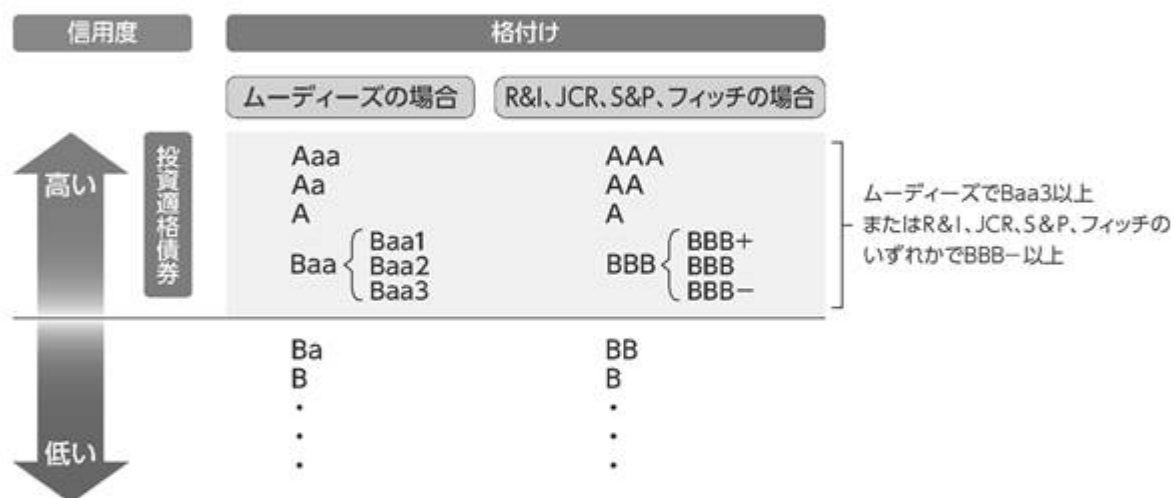 信用度
格付け
ムーディーズの場合
R&I、JCR、S&P、フィッチの場合
高い
投資適格債券
Aaa
AAA
Aa
AA
A
A
Baa
Baa1
Baa2
Baa3
BBB
BBB+
BBB
BBB−
ムーディーズでBaa3以上
またはR&I、JCR、S&P、フィッチの
いずれかでBBB−以上
Ba
BB
B
B
・
・
・
・
・
・
低い